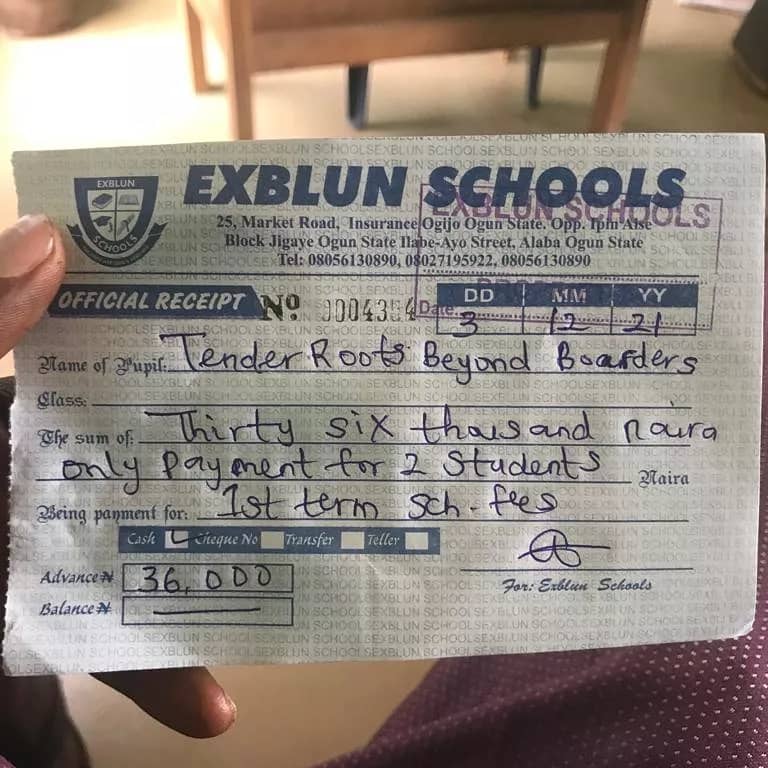 EXBLUN
SCHOOLS
EXBLUN SCHOOLS
EXBLUN SCHOOLS
25, Market Road, Insurance Ogijo Ogun State. Opp. Ipm Aise
Block Jigaye Ogun State Ilabe-Ayo Street, Alaba Ogun State
Tel: 08056130890, 08027195922, 08056130890
OFFICIAL RECEIPT Nº
Date: DD MM YY
3 12 21
Name of Pupil: Tender Roots Beyond Boarders
Class:
The sum of: Thirty six thousand naira
only payment for 2 Students Naira
Being payment for: 1st term sch. fees
Cash Cheque No Transfer Teller
Advance ₦ 36,000
Balance ₦
For: Exblun Schools